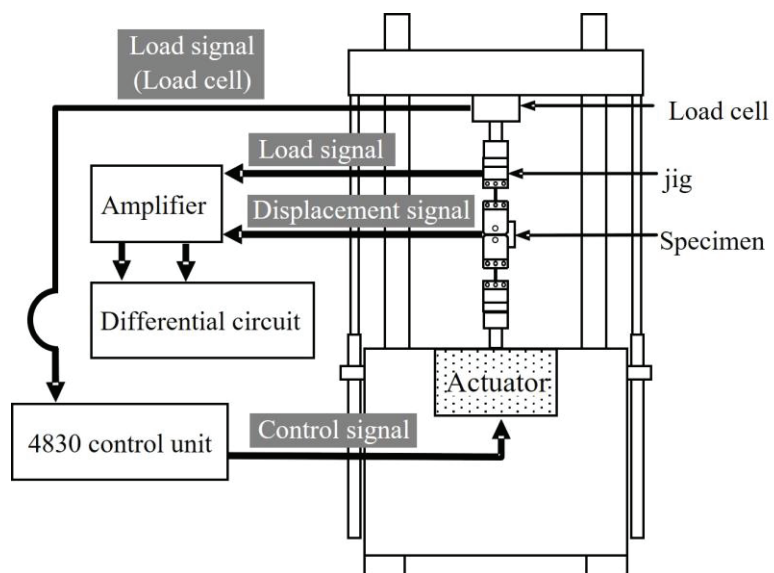 Load signal
(Load cell)
Load cell
Load signal
jig
Amplifier
Displacement signal
Specimen
Differential circuit
Actuator
4830 control unit
Control signal